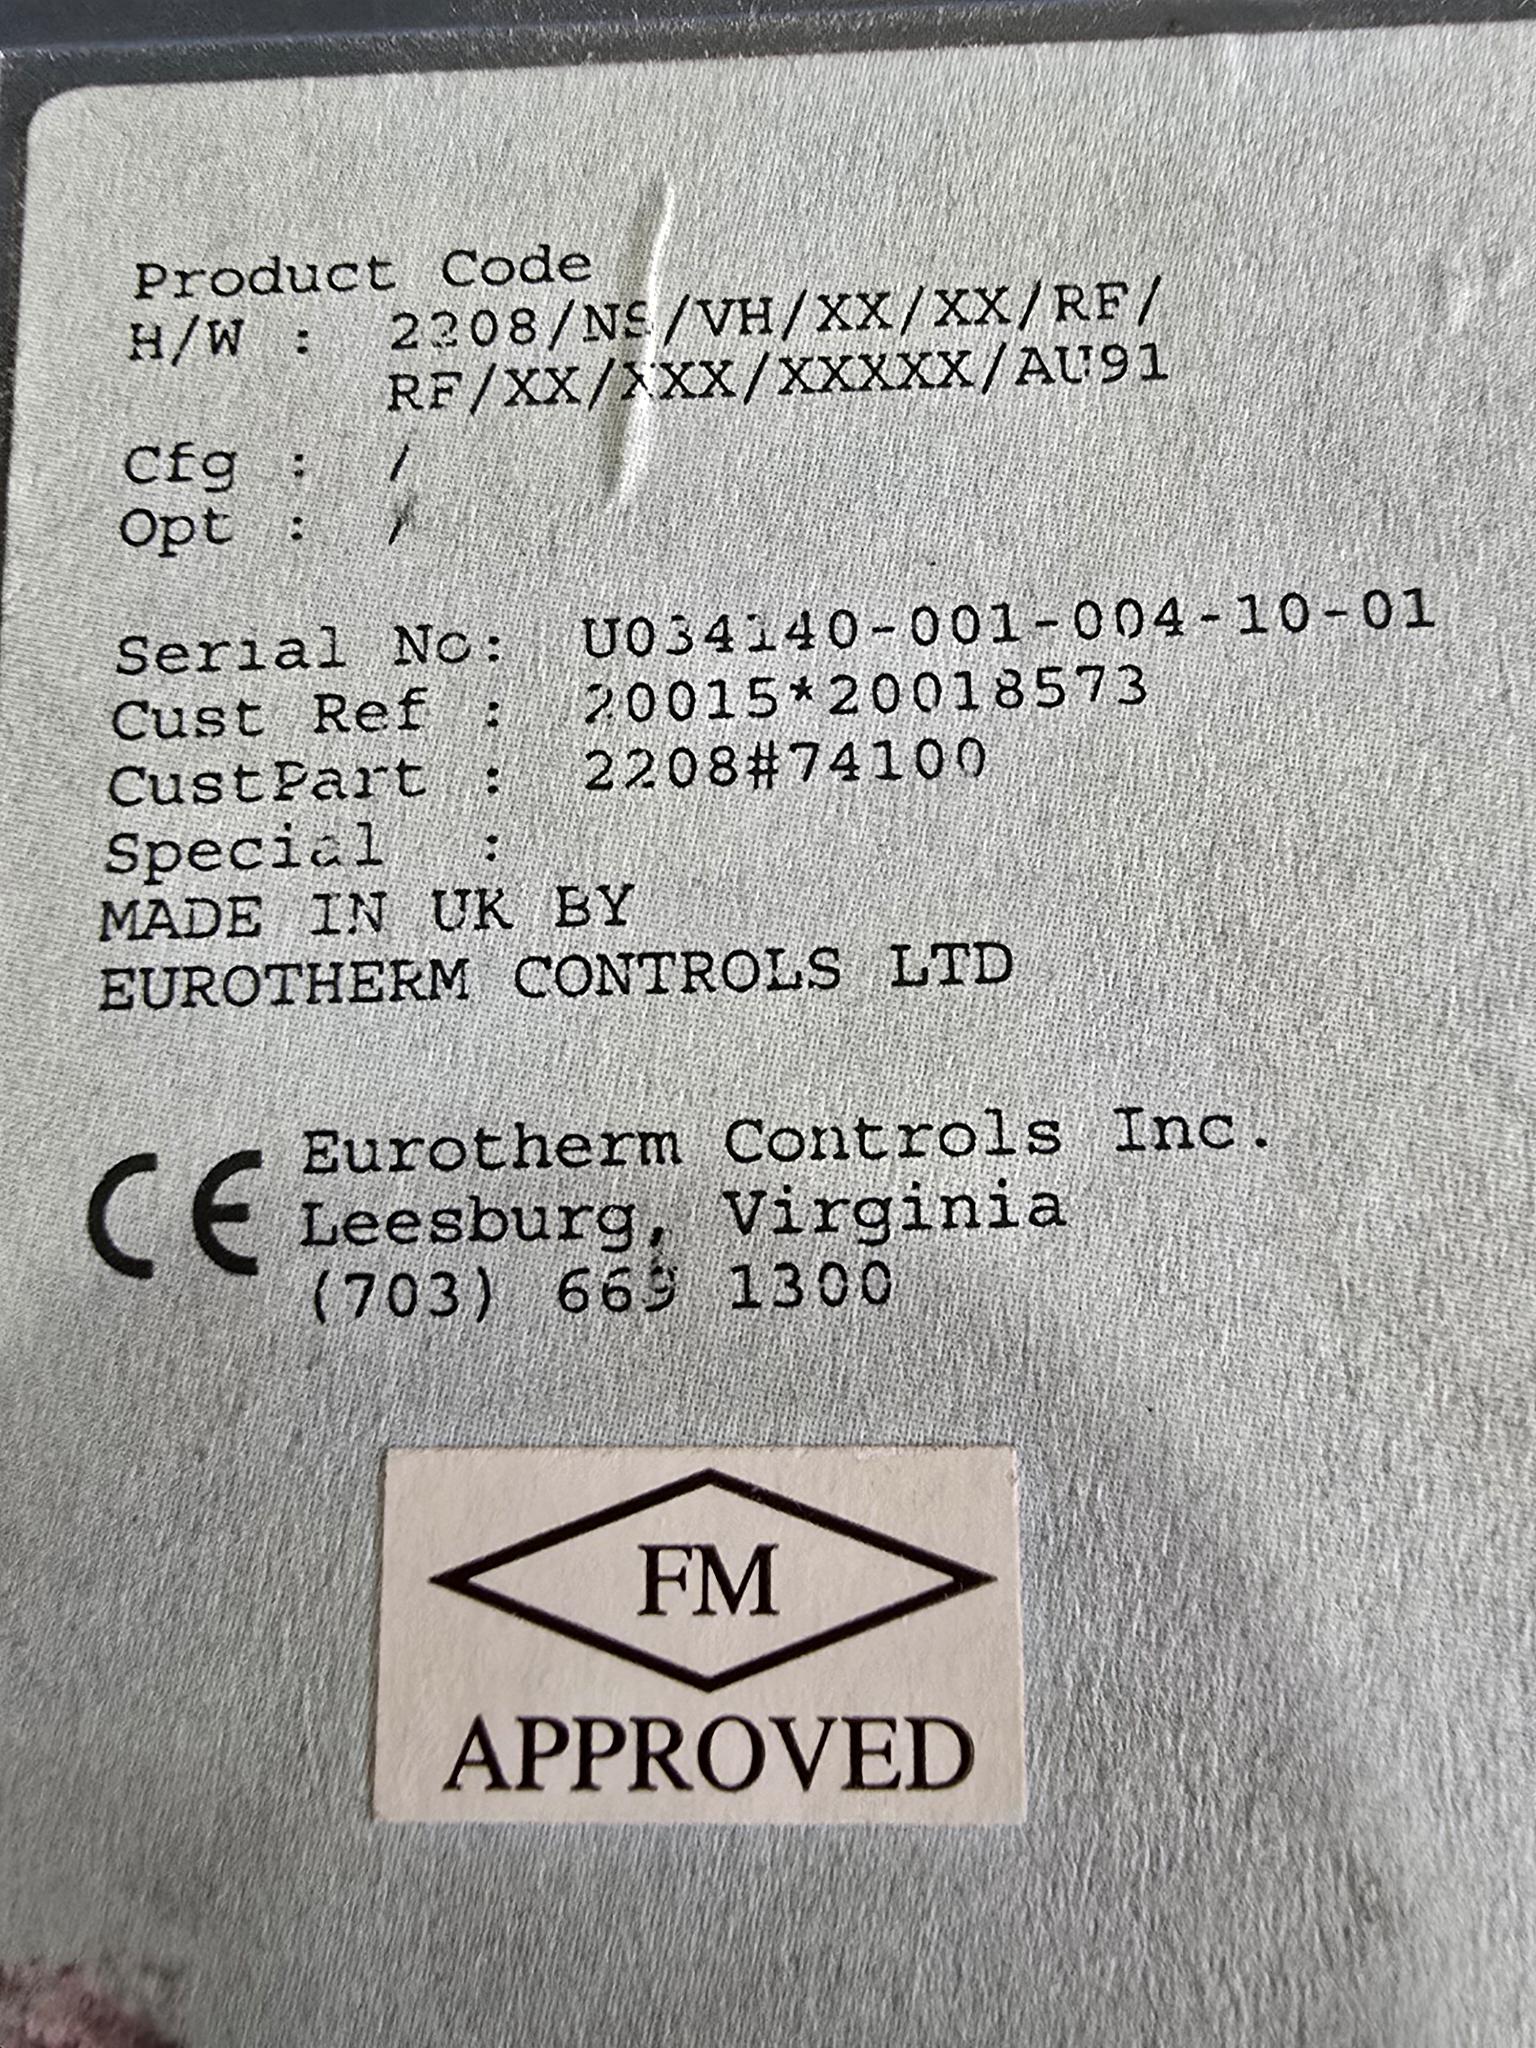 Product Code
H/W : 2208/NS/VH/XX/XX/RF/
RF/XX/XXX/XXXXX/AU91
Cfg : /
Opt : /
Serial No: U034140-001-004-10-01
Cust Ref : 20015*20018573
CustPart : 2208#74100
Special :
MADE IN UK BY
EUROTHERM CONTROLS LTD
CE
Eurotherm Controls Inc.
Leesburg, Virginia
(703) 669 1300
FM
APPROVED